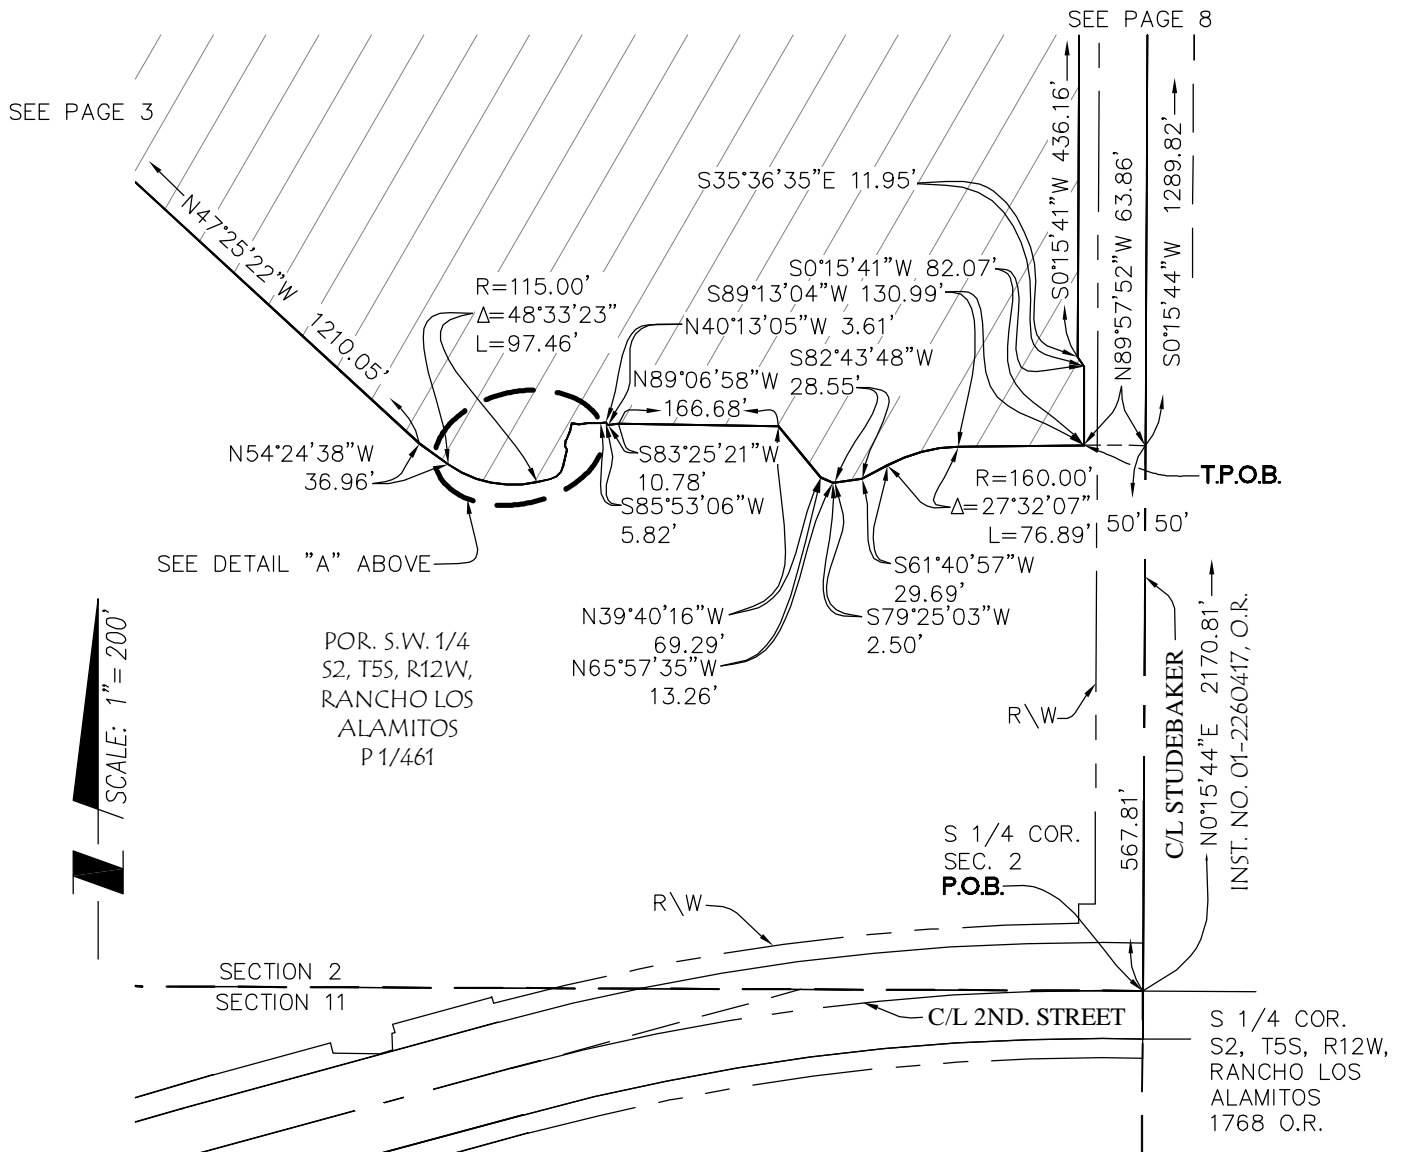 SEE PAGE 8
SEE PAGE 3
S0°15'41"W 436.16'
N89°57'52"W 63.86'
S0°15'44"W 1289.82'
S35°36'35"E 11.95'
N47°25'22"W
1210.05'
S0°15'41"W 82.07'
S89°13'04"W 130.99'
R=115.00'
Δ=48°33'23"
L=97.46'
N40°13'05"W 3.61'
S82°43'48"W
28.55'
N89°06'58"W
166.68'
N54°24'38"W
36.96'
S83°25'21"W
10.78'
S85°53'06"W
5.82'
R=160.00'
Δ=27°32'07"
L=76.89'
T.P.O.B.
50' 50'
SEE DETAIL "A" ABOVE
S61°40'57"W
29.69'
N39°40'16"W
69.29'
S79°25'03"W
2.50'
N65°57'35"W
13.26'
SCALE: 1"= 200'
POR. S.W. 1/4
S2, T5S, R12W,
RANCHO LOS
ALAMITOS
P 1/461
R\W
C/L STUDEBAKER
N0°15'44"E 2170.81'
INST. NO. 01-2260417, O.R.
567.81'
S 1/4 COR.
SEC. 2
P.O.B.
R\W
SECTION 2
SECTION 11
C/L 2ND. STREET
S 1/4 COR.
S2, T5S, R12W,
RANCHO LOS
ALAMITOS
1768 O.R.